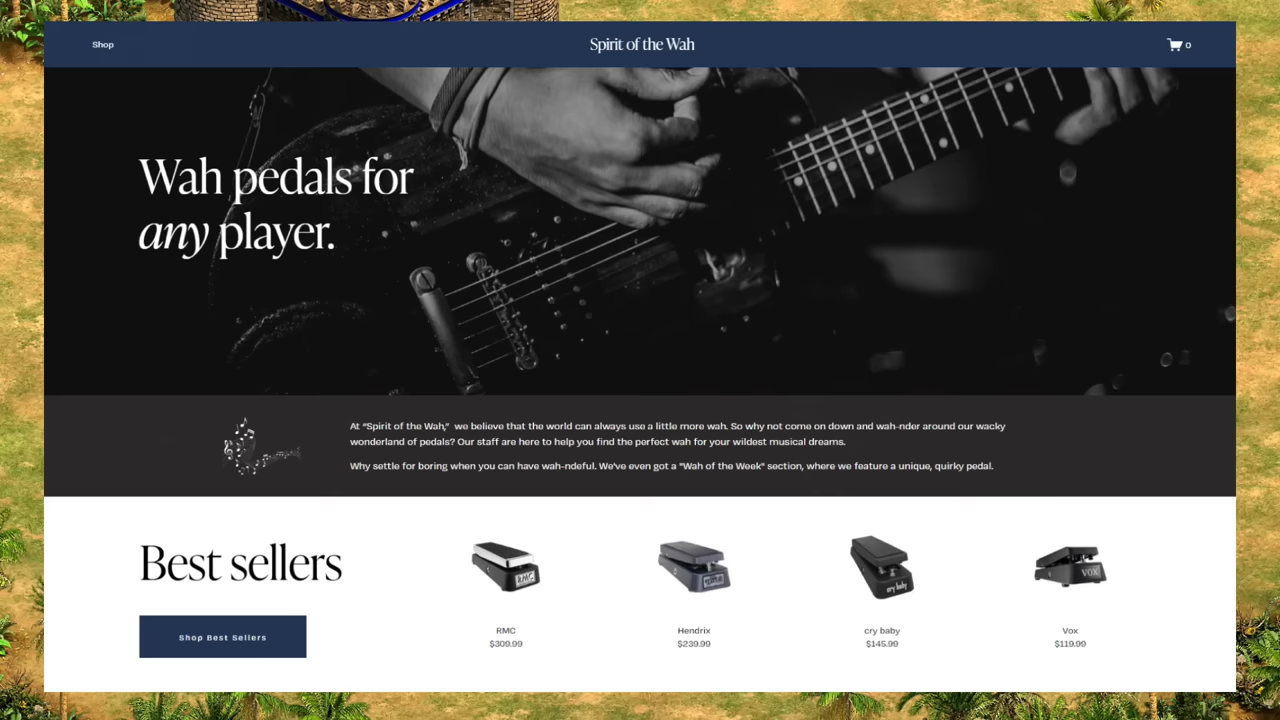 Shop
Spirit of the Wah
0
Wah pedals for
any player.
At “Spirit of the Wah,” we believe that the world can always use a little more wah. So why not come on down and wah-nder around our wacky
wonderland of pedals? Our staff are here to help you find the perfect wah for your wildest musical dreams.
Why settle for boring when you can have wah-ndeful. We've even got a "Wah of the Week" section, where we feature a unique, quirky pedal.
Best sellers
Shop Best Sellers
RMC
cry baby
VOX
RMC
$309.99
Hendrix
$239.99
cry baby
$145.99
Vox
$119.99